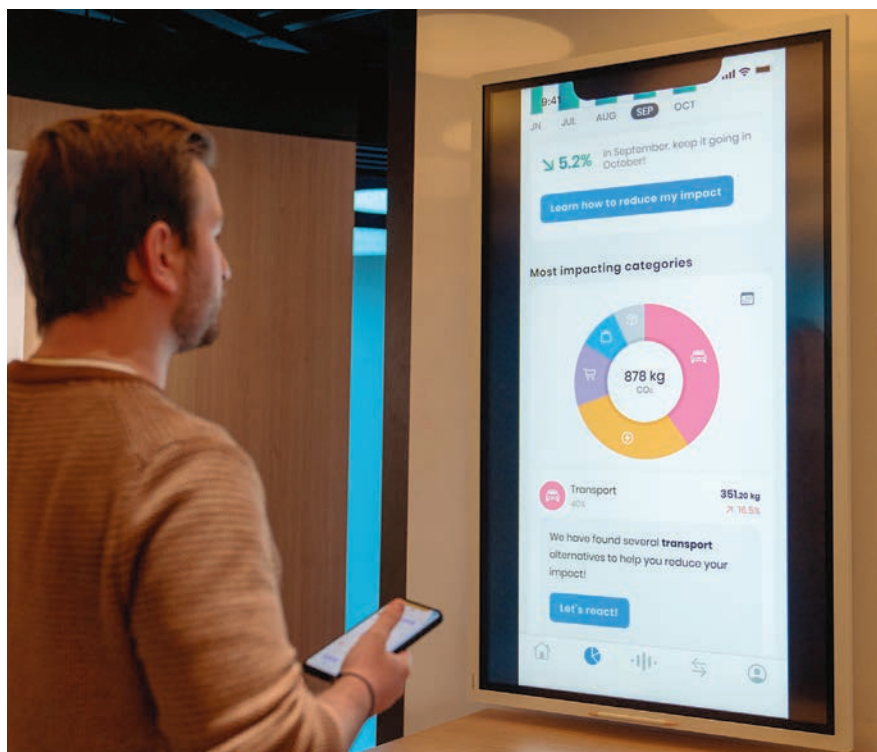 9:41
JN JUL AUG SEP OCT
5.2% in September, keep it going in
October!
Learn how to reduce my impact
Most impacting categories
878 kg
CO₂
Transport 351.20 kg
40% 16.5%
We have found several transport
alternatives to help you reduce your
impact!
Let's react!